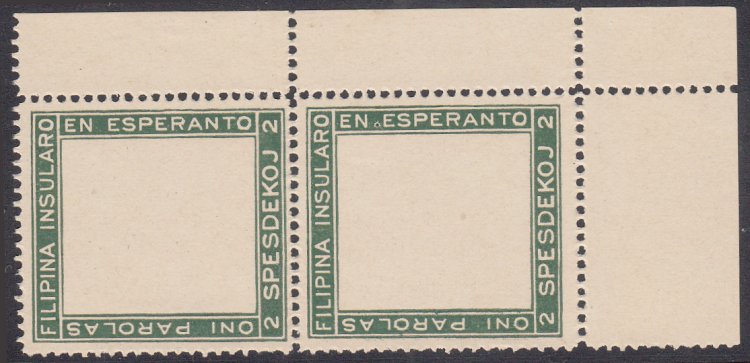 FILIPINA INSULARO
EN ESPERANTO
2 SPESDEKOJ 2
ONI PAROLAS
FILIPINA INSULARO
EN & ESPERANTO
2 SPESDEKOJ 2
ONI PAROLAS